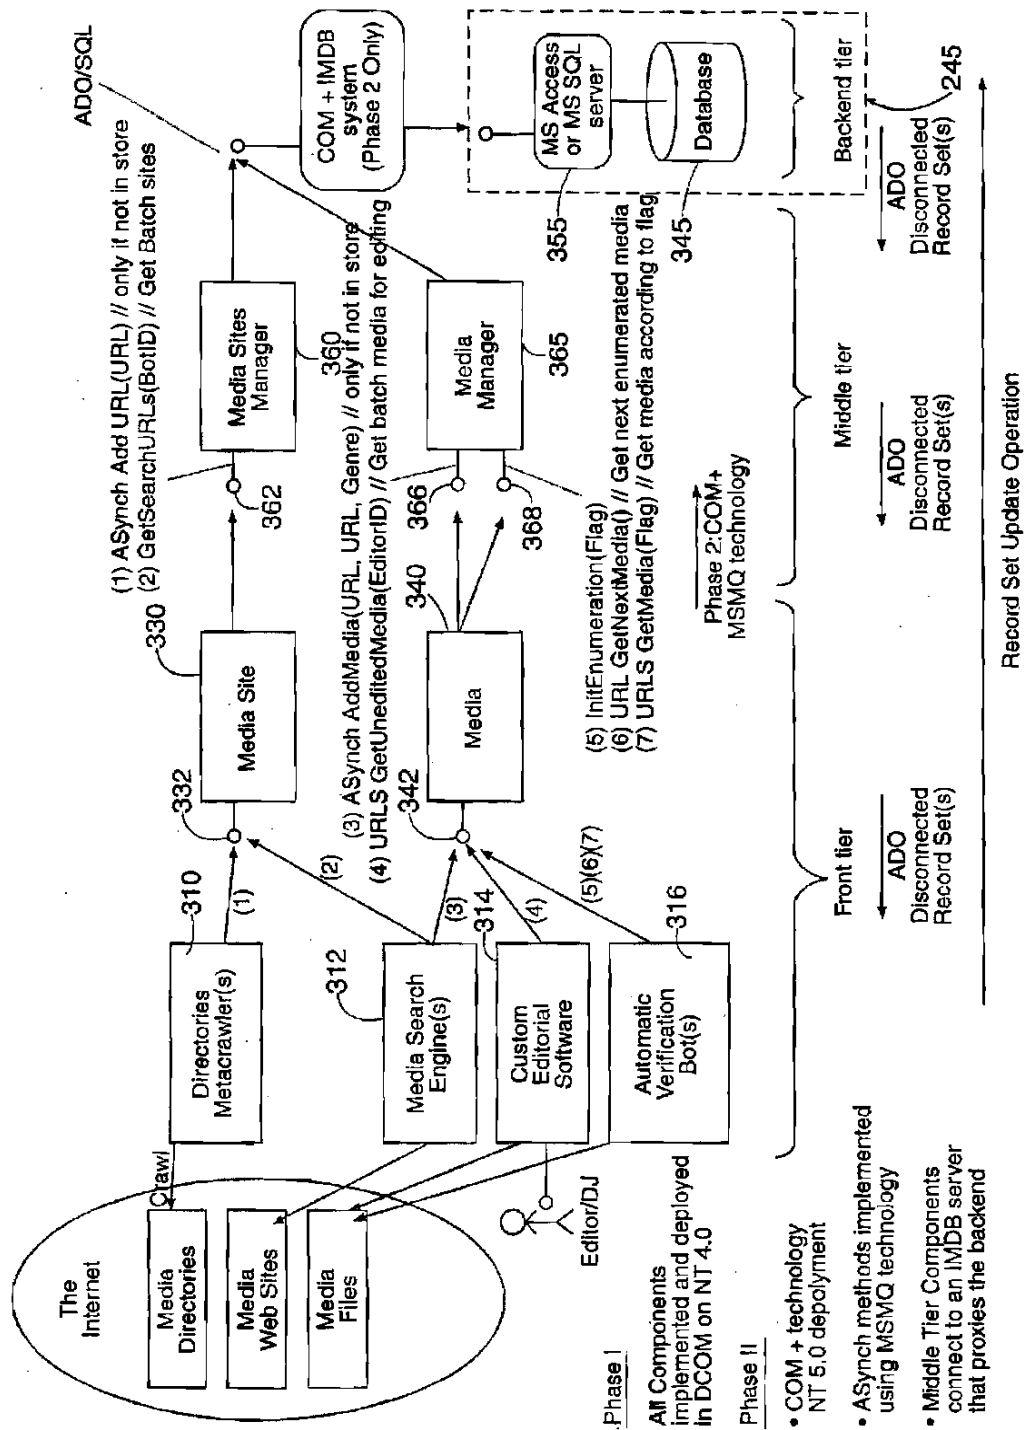 The
Internet
Media
Directories
Media
Web Sites
Media
Files
Crawl
Editor/DJ
Directories
Metacrawler(s)
310
(1)
312
Media Search
Engine(s)
(2)
(3)
314
Custom
Editorial
Software
(4)
Automatic
Verification
Bot(s)
316
(5)(6)(7)
332
330
Media Site
342
340
Media
(1) ASynch Add URL(URL) // only if not in store
(2) GetSearchURLs(BotID) // Get Batch sites
362
Media Sites
Manager
360
(3) ASynch AddMedia(URL, URL, Genre) // only if not in store
(4) URLS GetUneditedMedia(EditorID) // Get batch media for editing
366
368
Media
Manager
365
(5) InitEnumeration(Flag)
(6) URL GetNextMedia() // Get next enumerated media
(7) URLS GetMedia(Flag) // Get media according to flag
Phase 2:COM+
MSMQ technology
ADO/SQL
COM + IMDB
system
(Phase 2 Only)
355
MS Access
or MS SQL
server
345
Database
Backend tier
245
Front tier
Middle tier
ADO
Disconnected
Record Set(s)
ADO
Disconnected
Record Set(s)
ADO
Disconnected
Record Set(s)
Record Set Update Operation
Phase I
All Components
implemented and deployed
in DCOM on NT 4.0
Phase II
• COM + technology
NT 5.0 depolyment
• ASynch methods implemented
using MSMQ technology
• Middle Tier Components
connect to an IMDB server
that proxies the backend